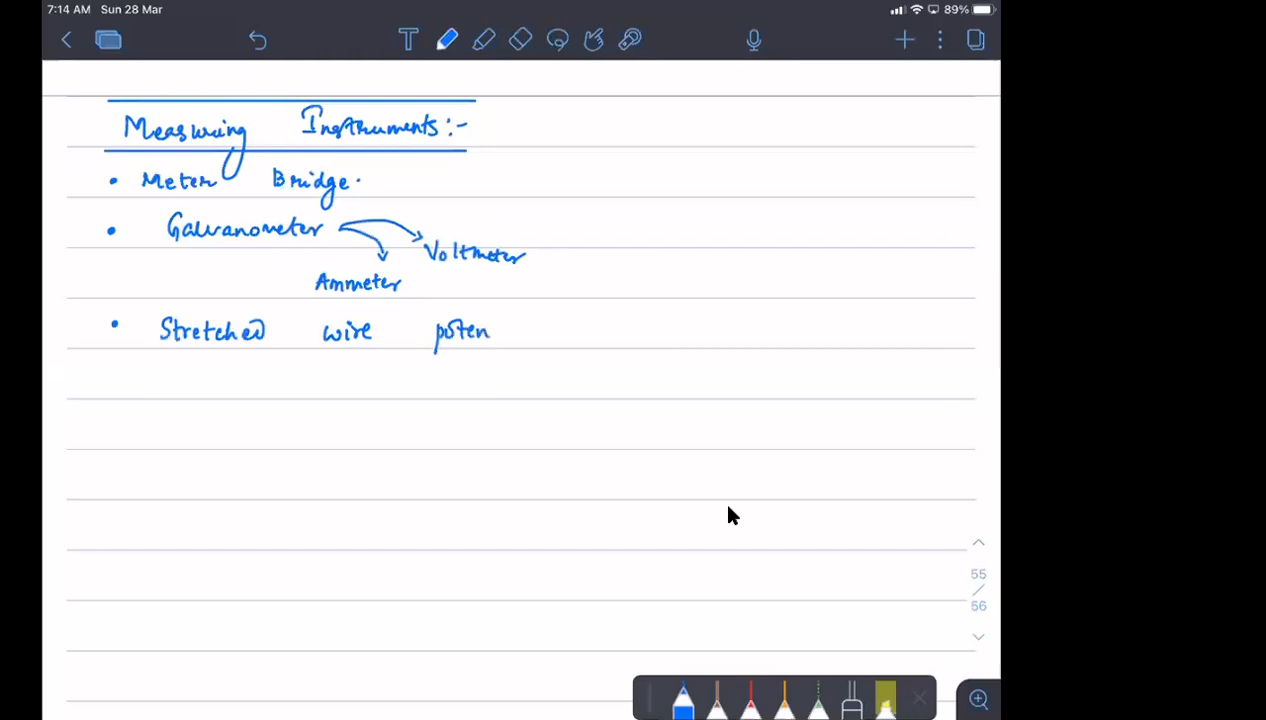 7:14 AM Sun 28 Mar 89%
Measuring Instruments:-
• Meter Bridge.
• Galvanometer
Voltmeter
Ammeter
• Stretched wire poten
55
/
56